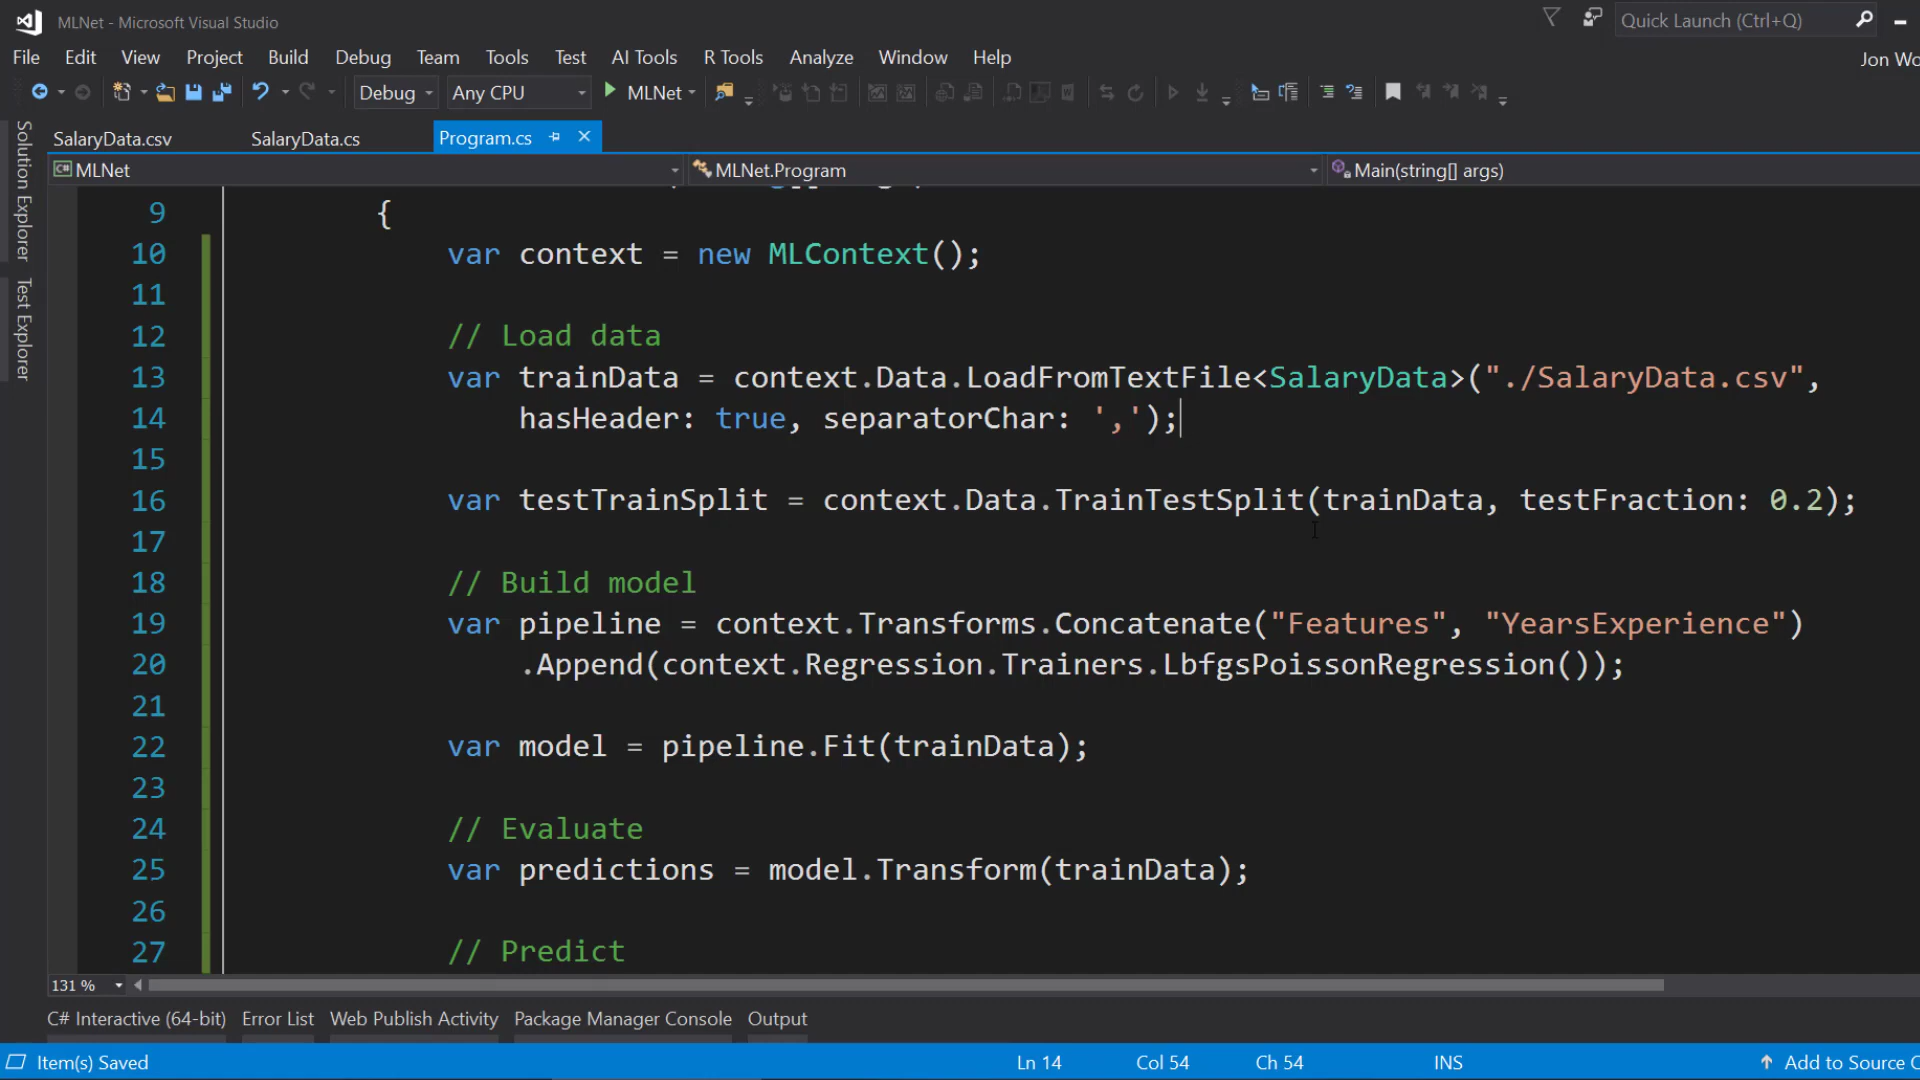 MLNet - Microsoft Visual Studio
Quick Launch (Ctrl+Q)
File Edit View Project Build Debug Team Tools Test AI Tools R Tools Analyze Window Help
Jon Wo
Debug Any CPU MLNet
SalaryData.csv SalaryData.cs Program.cs
MLNet MLNet.Program Main(string[] args)
Solution Explorer
Test Explorer
9 {
10 var context = new MLContext();
11
12 // Load data
13 var trainData = context.Data.LoadFromTextFile<SalaryData>("./SalaryData.csv",
14 hasHeader: true, separatorChar: ',');
15
16 var testTrainSplit = context.Data.TrainTestSplit(trainData, testFraction: 0.2);
17
18 // Build model
19 var pipeline = context.Transforms.Concatenate("Features", "YearsExperience")
20 .Append(context.Regression.Trainers.LbfgsPoissonRegression());
21
22 var model = pipeline.Fit(trainData);
23
24 // Evaluate
25 var predictions = model.Transform(trainData);
26
27 // Predict
131 %
C# Interactive (64-bit) Error List Web Publish Activity Package Manager Console Output
Item(s) Saved Ln 14 Col 54 Ch 54 INS Add to Source C